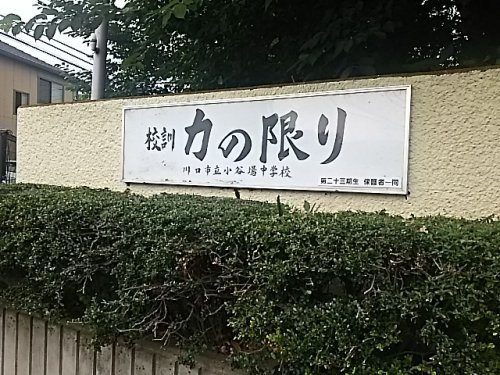 校訓 力の限り
川口市立小谷場中学校
第二十三期生 保護者一同